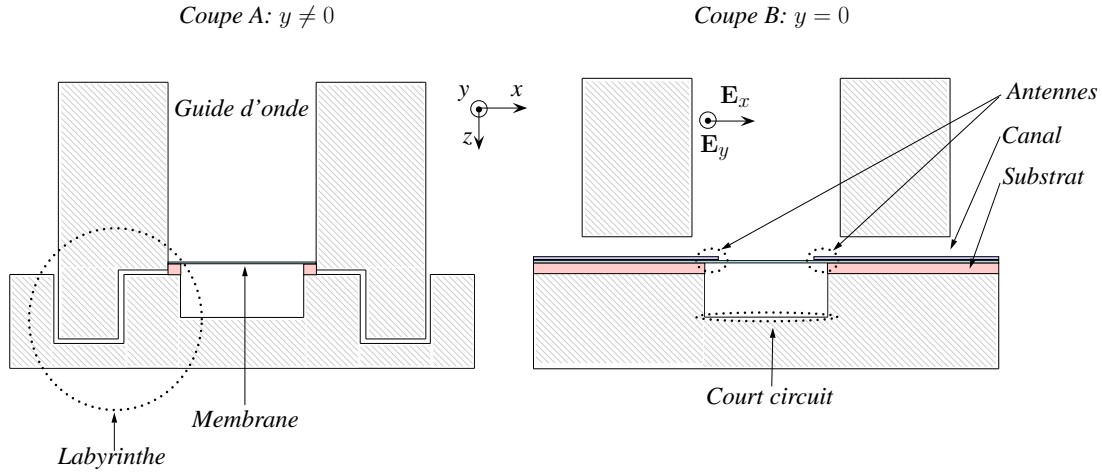 Coupe A: y ≠ 0
Coupe B: y = 0
Guide d'onde
y
x
z
E_x
E_y
Antennes
Canal
Substrat
Membrane
Labyrinthe
Court circuit